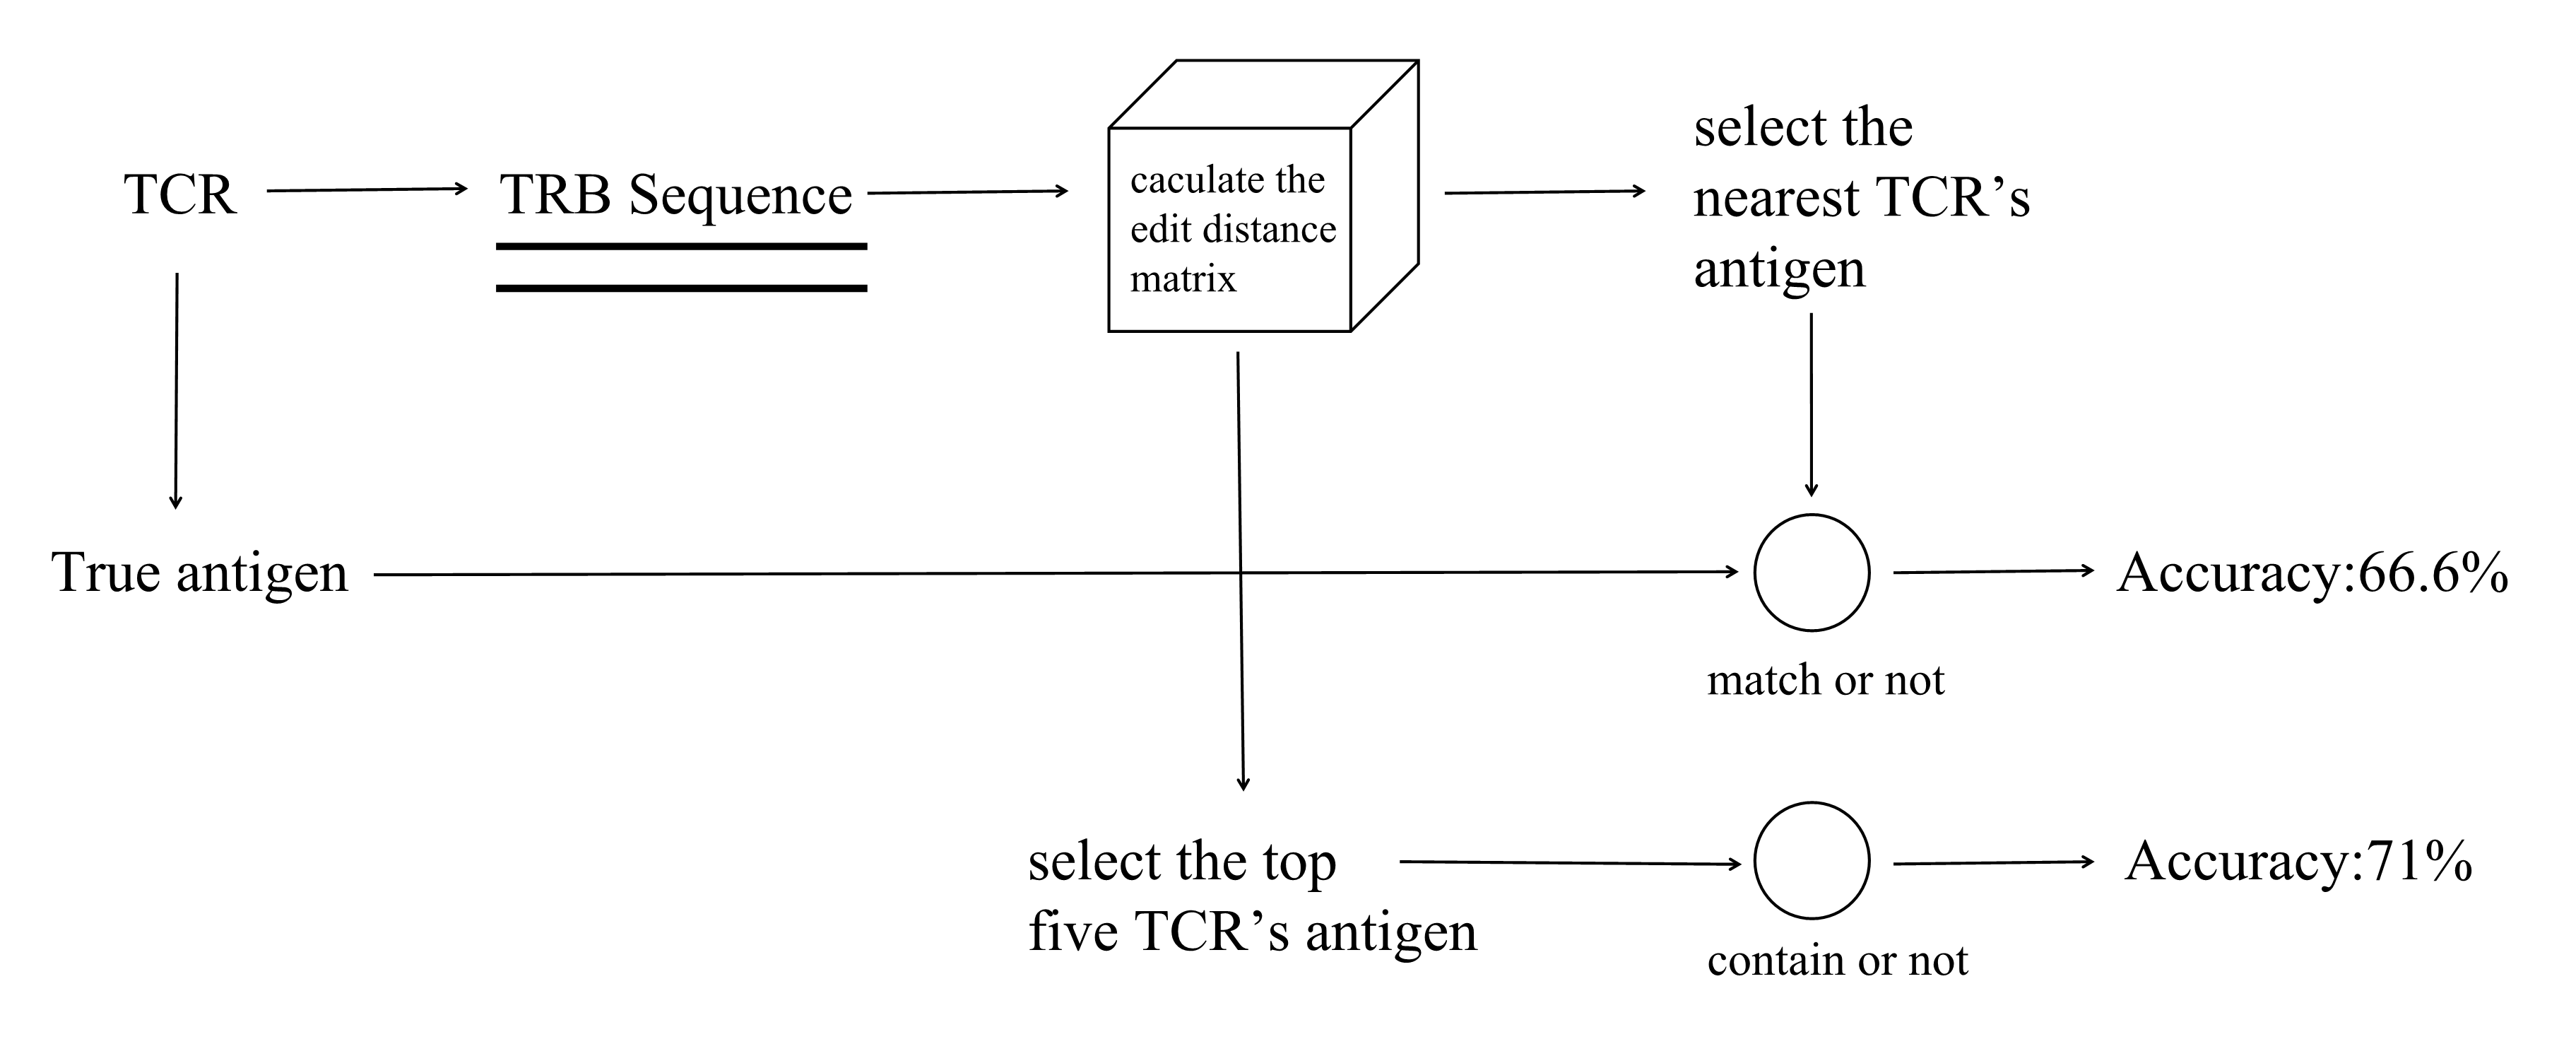 TCR
TRB Sequence
caculate the
edit distance
matrix
select the
nearest TCR’s
antigen
True antigen
Accuracy:66.6%
match or not
select the top
five TCR’s antigen
Accuracy:71%
contain or not